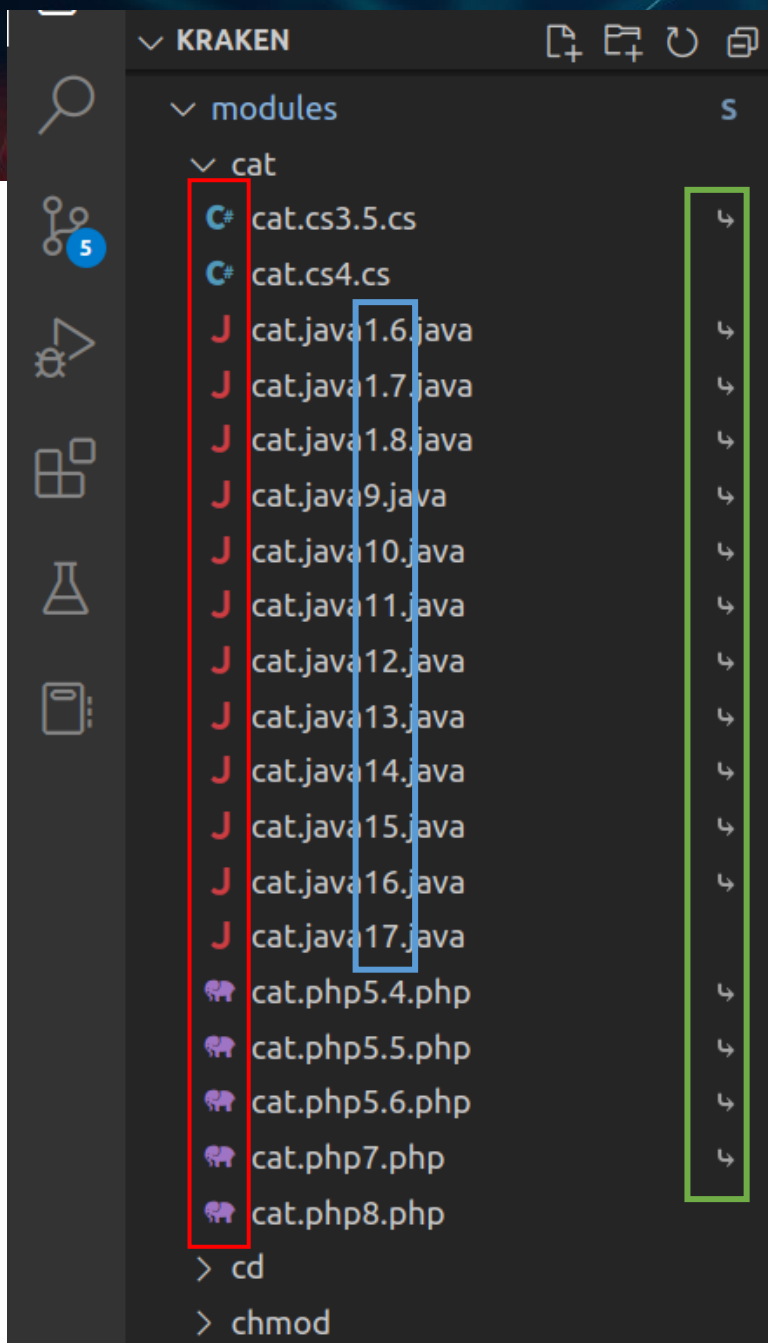 KRAKEN
modules S
cat
C# cat.cs3.5.cs
C# cat.cs4.cs
J cat.java1.6.java
J cat.java1.7.java
J cat.java1.8.java
J cat.java9.java
J cat.java10.java
J cat.java11.java
J cat.java12.java
J cat.java13.java
J cat.java14.java
J cat.java15.java
J cat.java16.java
J cat.java17.java
cat.php5.4.php
cat.php5.5.php
cat.php5.6.php
cat.php7.php
cat.php8.php
cd
chmod
5